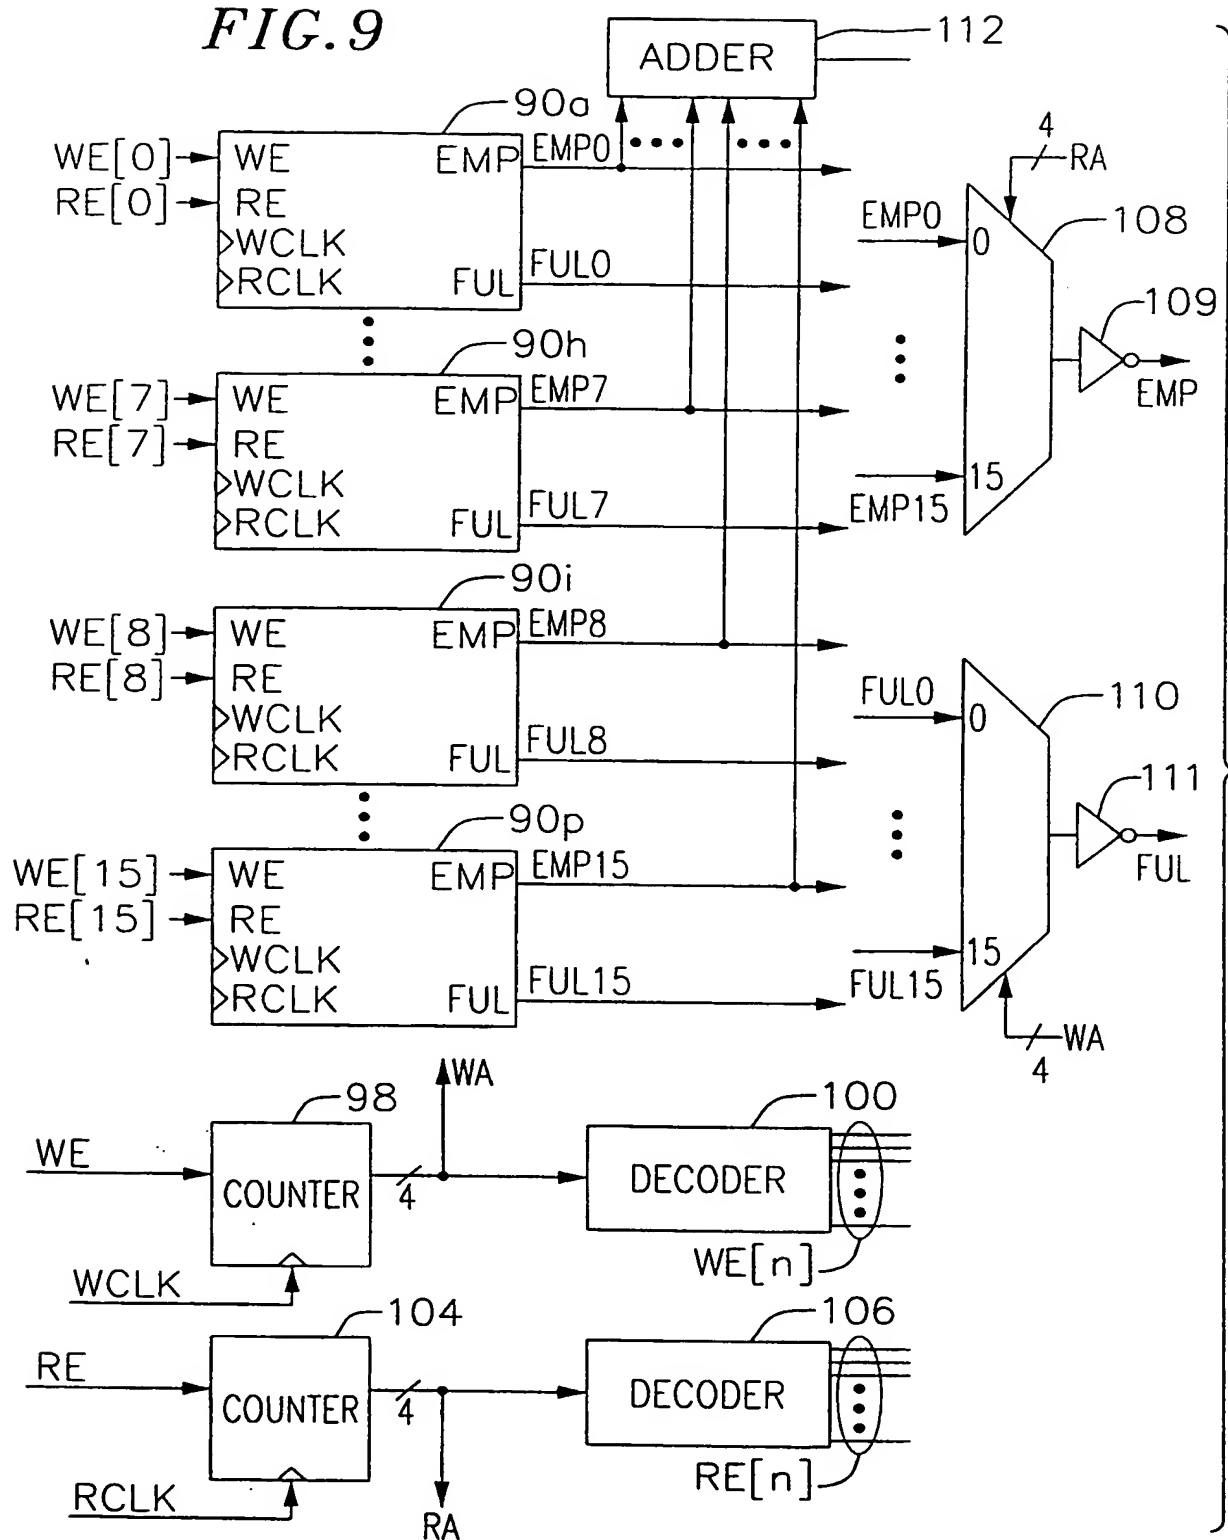 FIG. 9
ADDER
112
90a
WE[0]
RE[0]
WE
RE
WCLK
RCLK
EMP
FUL
EMP0
FUL0
90h
WE[7]
RE[7]
WE
RE
WCLK
RCLK
EMP
FUL
EMP7
FUL7
90i
WE[8]
RE[8]
WE
RE
WCLK
RCLK
EMP
FUL
EMP8
FUL8
90p
WE[15]
RE[15]
WE
RE
WCLK
RCLK
EMP
FUL
EMP15
FUL15
4
RA
EMP0
0
108
109
EMP
15
EMP15
FUL0
0
110
111
FUL
15
FUL15
WA
4
WA
98
WE
COUNTER
4
WCLK
100
DECODER
WE[n]
104
RE
COUNTER
4
RCLK
RA
106
DECODER
RE[n]